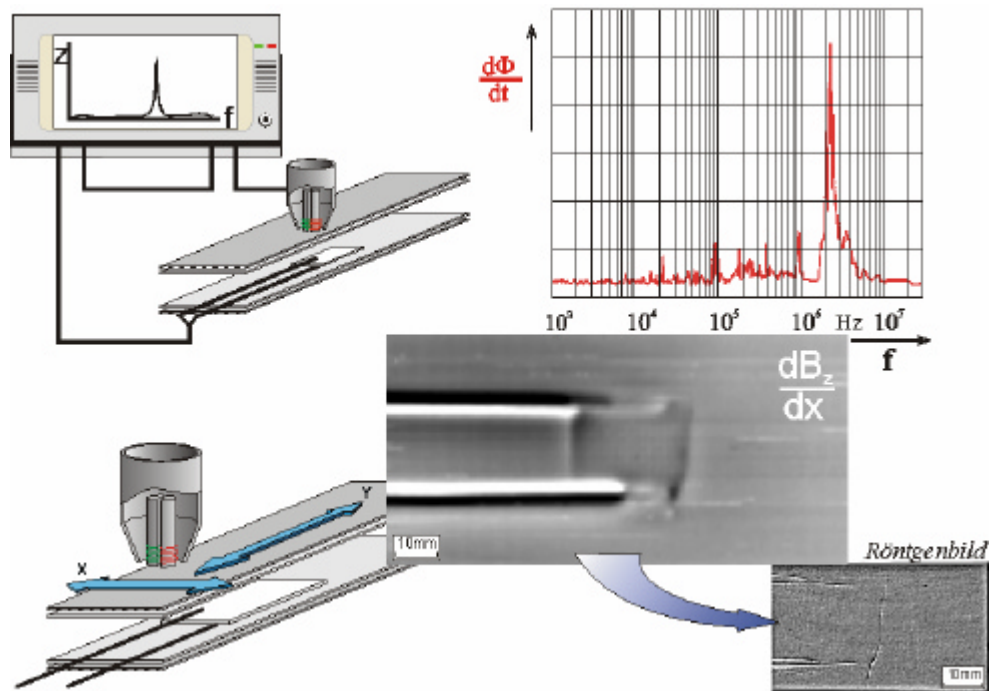 Z
f
dΦ
dt
10³
10⁴
10⁵
10⁶
Hz
10⁷
f
dB_z
dx
10mm
X
Y
Röntgenbild
10mm